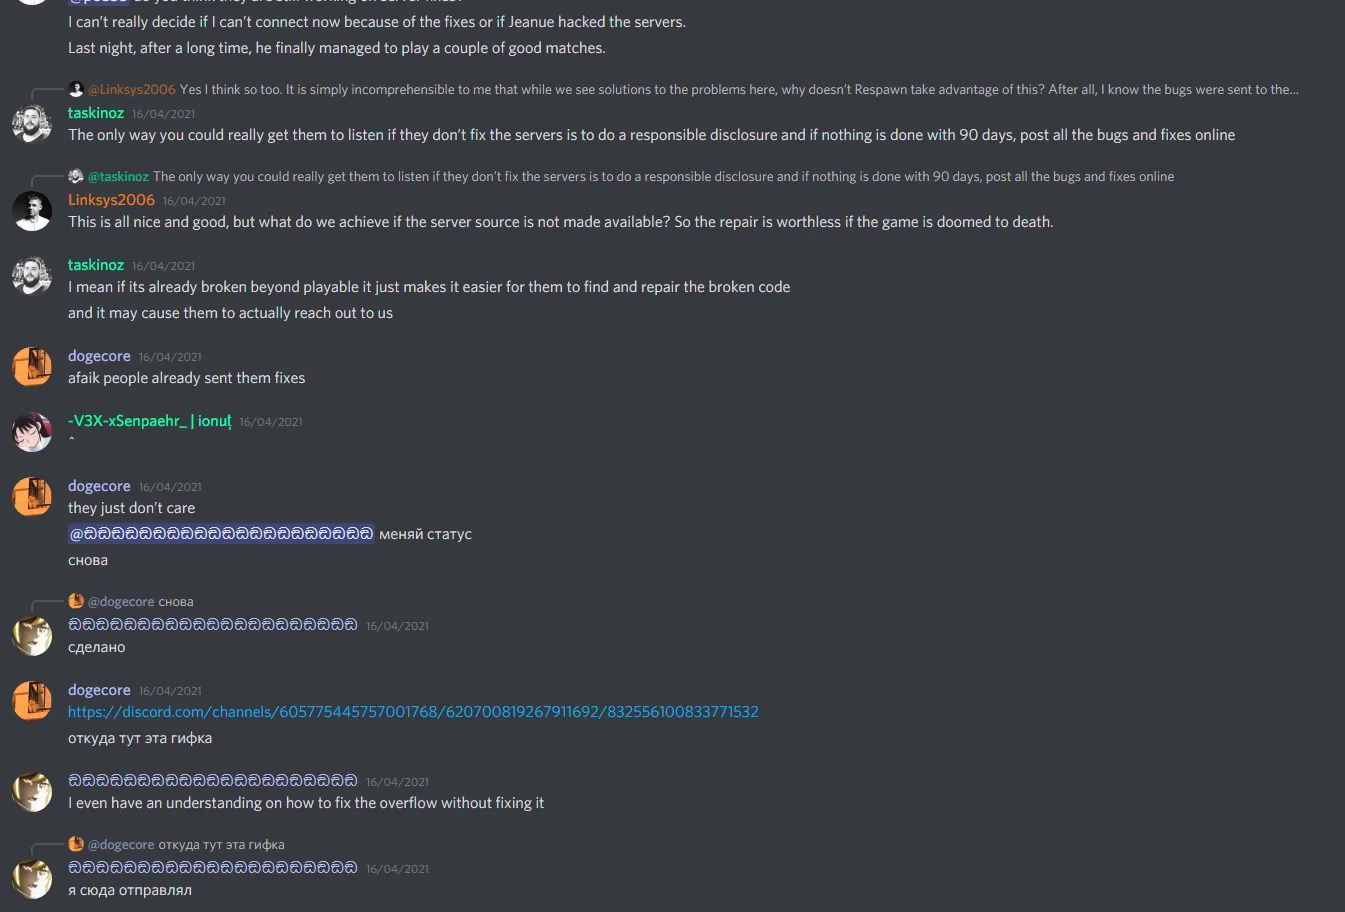 I can't really decide if I can't connect now because of the fixes or if Jeanue hacked the servers.
Last night, after a long time, he finally managed to play a couple of good matches.
@Linksys2006 Yes I think so too. It is simply incomprehensible to me that while we see solutions to the problems here, why doesn't Respawn take advantage of this? After all, I know the bugs were sent to the...
taskinoz 16/04/2021
The only way you could really get them to listen if they don't fix the servers is to do a responsible disclosure and if nothing is done with 90 days, post all the bugs and fixes online
@taskinoz The only way you could really get them to listen if they don't fix the servers is to do a responsible disclosure and if nothing is done with 90 days, post all the bugs and fixes online
Linksys2006 16/04/2021
This is all nice and good, but what do we achieve if the server source is not made available? So the repair is worthless if the game is doomed to death.
taskinoz 16/04/2021
I mean if its already broken beyond playable it just makes it easier for them to find and repair the broken code
and it may cause them to actually reach out to us
dogecore 16/04/2021
afaik people already sent them fixes
-V3X-xSenpaehr_ | ionuț 16/04/2021
^
dogecore 16/04/2021
they just don't care
меняй статус
снова
@dogecore снова
16/04/2021
сделано
dogecore 16/04/2021
https://discord.com/channels/605775445757001768/620700819267911692/832556100833771532
откуда тут эта гифка
16/04/2021
I even have an understanding on how to fix the overflow without fixing it
@dogecore откуда тут эта гифка
16/04/2021
я сюда отправлял